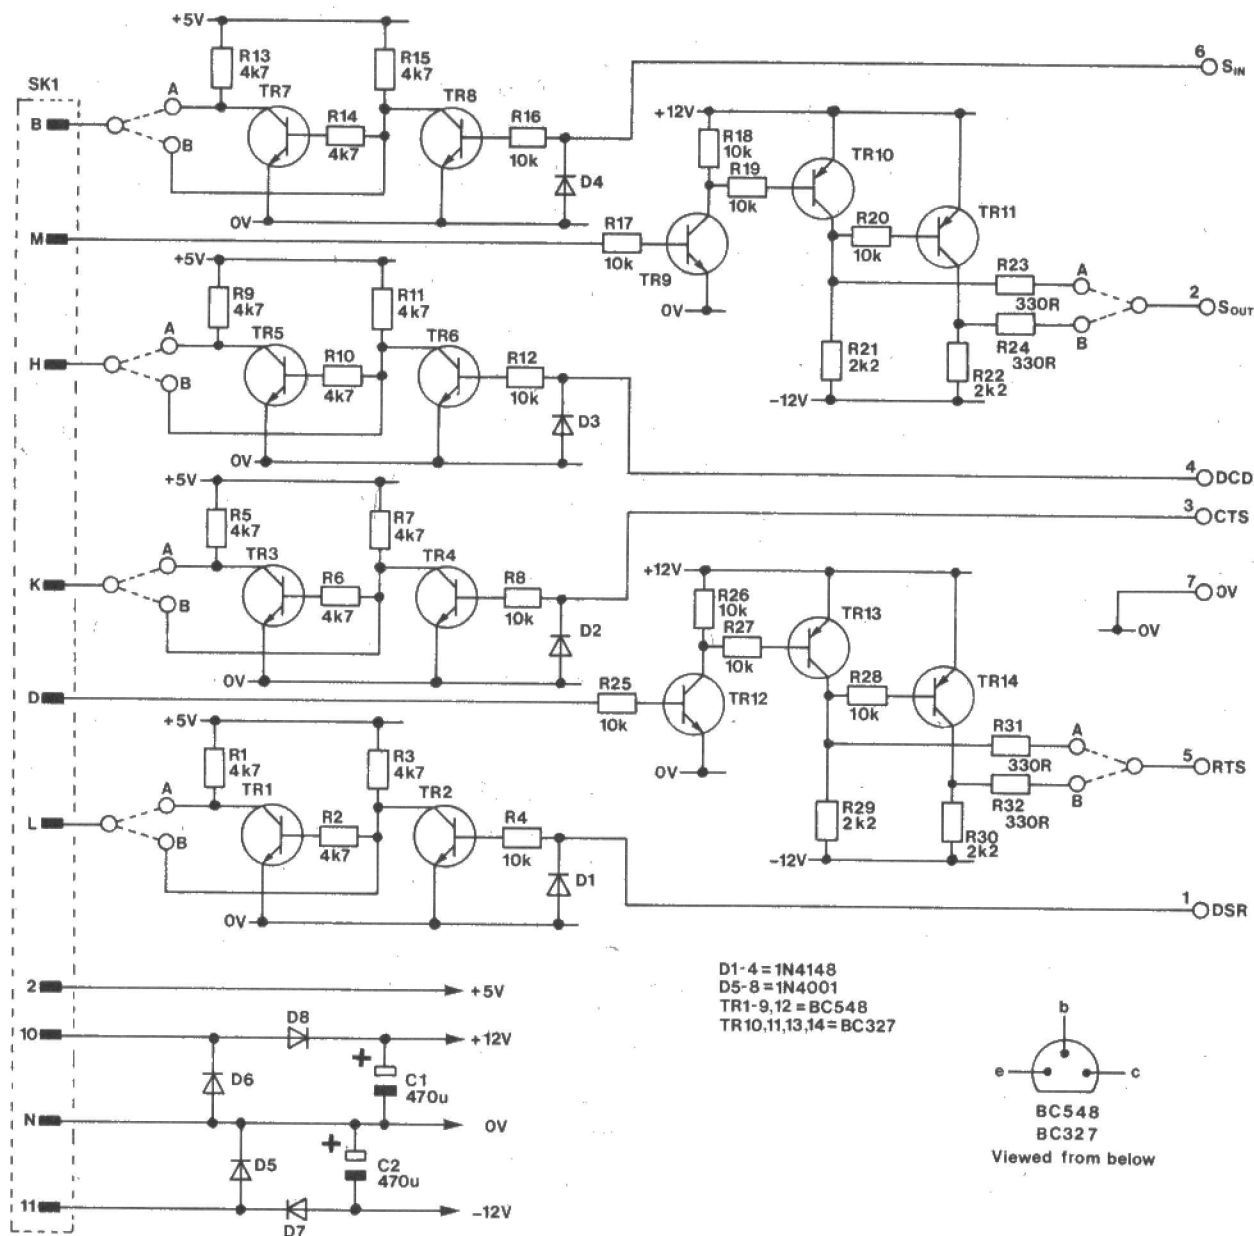 +5V
R13
4k7
R15
4k7
6
S_IN
SK1
A
TR7
TR8
R14
4k7
R16
10k
+12V
R18
10k
TR10
B
B
D4
R19
10k
0V
R17
10k
R20
10k
TR11
M
TR9
+5V
R9
4k7
R11
4k7
R23
330R
A
2
S_OUT
0V
A
TR5
TR6
R24
330R
B
H
R10
4k7
R12
10k
R21
2k2
R22
2k2
B
-12V
D3
0V
4
DCD
+5V
3
CTS
R5
4k7
R7
4k7
A
TR3
TR4
+12V
K
R6
4k7
R8
10k
R26
10k
TR13
7
0V
B
D2
R27
10k
0V
0V
D
R25
10k
TR12
R28
10k
TR14
+5V
R1
4k7
R3
4k7
R31
330R
A
5
RTS
0V
A
TR1
TR2
R32
330R
B
L
R2
4k7
R4
10k
R29
2k2
R30
2k2
B
-12V
D1
0V
1
DSR
D1-4=1N4148
D5-8=1N4001
TR1-9,12=BC548
TR10,11,13,14=BC327
2
+5V
10
D8
+12V
b
D6
+
C1
470u
e
c
N
0V
BC548
BC327
Viewed from below
D5
+
C2
470u
11
D7
-12V